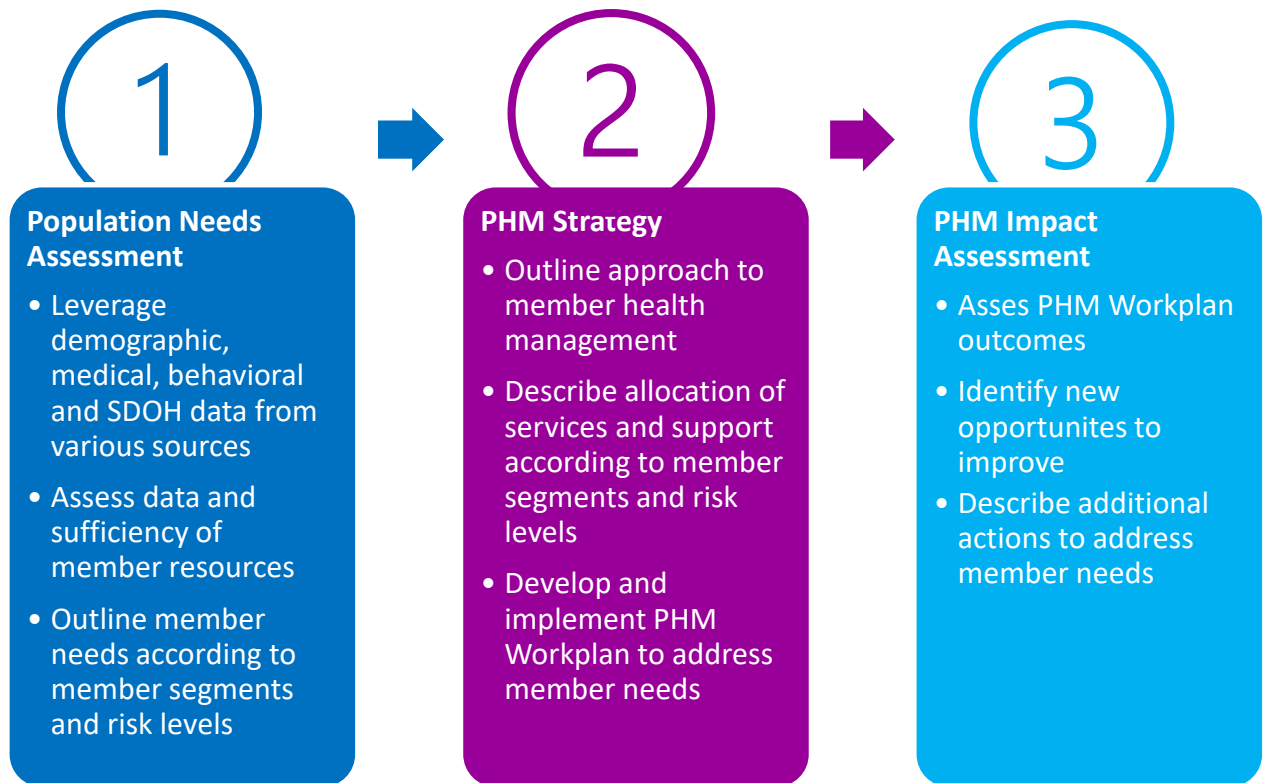 1
Population Needs
Assessment
• Leverage
demographic,
medical, behavioral
and SDOH data from
various sources
• Assess data and
sufficiency of
member resources
• Outline member
needs according to
member segments
and risk levels
2
PHM Strategy
• Outline approach to
member health
management
• Describe allocation of
services and support
according to member
segments and risk
levels
• Develop and
implement PHM
Workplan to address
member needs
3
PHM Impact
Assessment
• Asses PHM Workplan
outcomes
• Identify new
opportunites to
improve
• Describe additional
actions to address
member needs